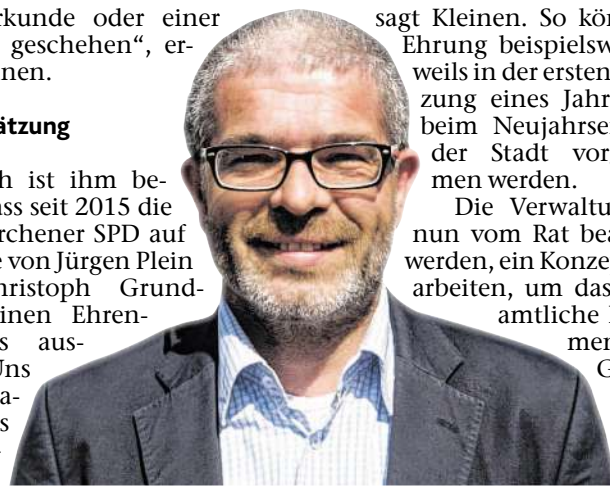 rkunde oder einer
geschehen“, er-
nen.
ätzung
h ist ihm be-
ass seit 2015 die
rchener SPD auf
e von Jürgen Plein
hristoph Grund-
inen Ehren-
s aus-
Uns
a-
s
-
sagt Kleinen. So kön
Ehrung beispielsw
weils in der ersten
zung eines Jahr
beim Neujahrse
der Stadt vor
men werden.
Die Verwaltu
nun vom Rat bea
werden, ein Konze
arbeiten, um das
amtliche
men
G